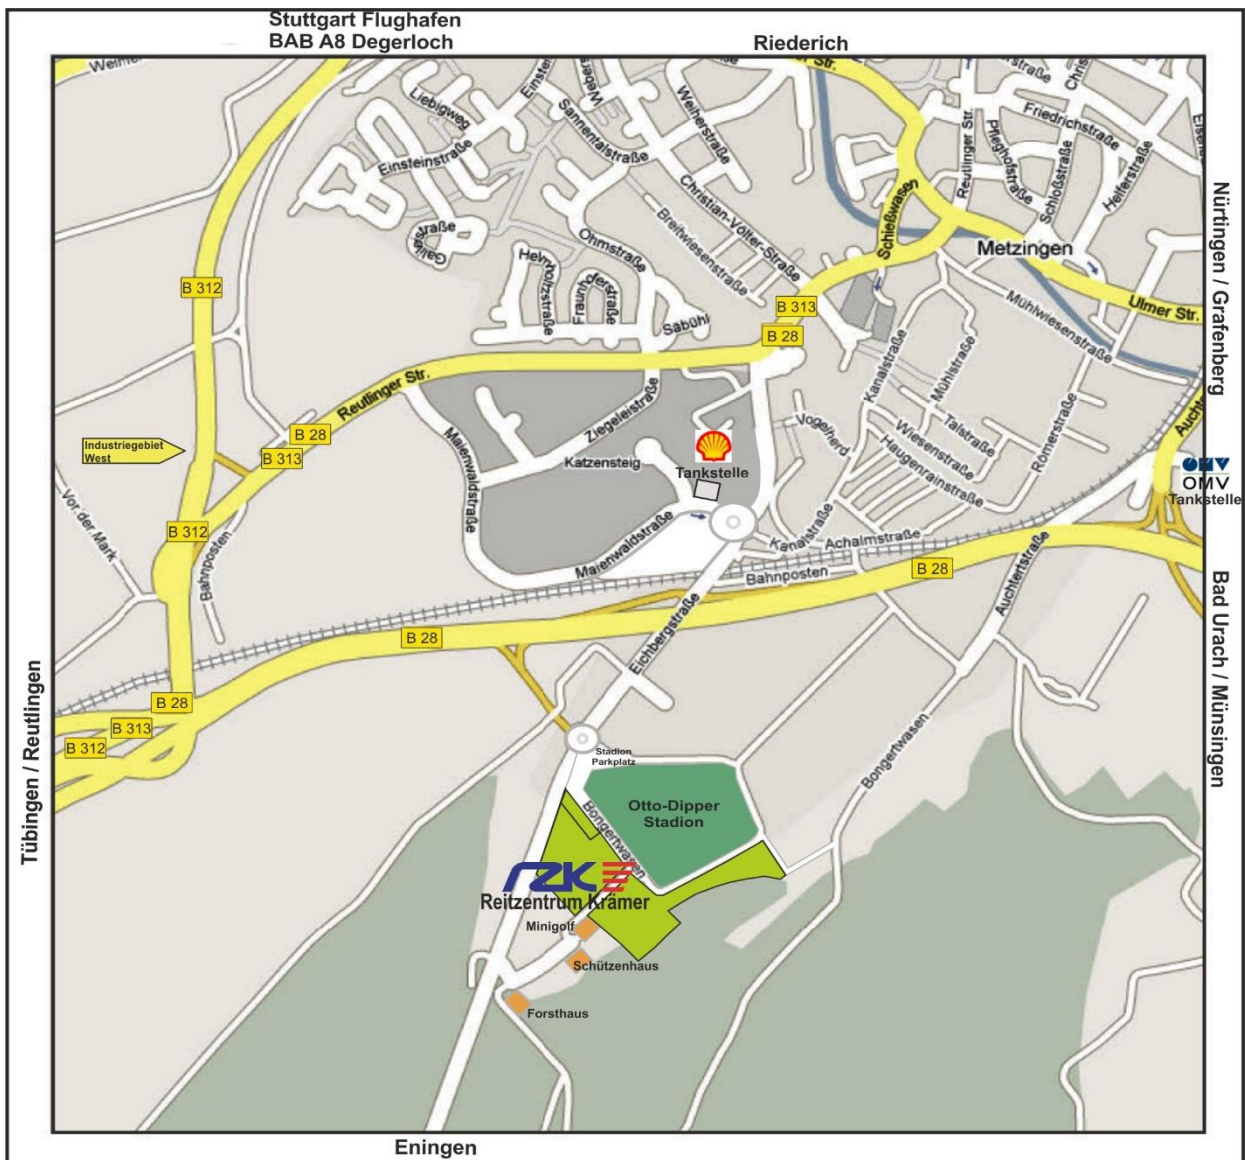 Stuttgart Flughafen
BAB A8 Degerloch
Riederich
Liebigweg
Einsteinstraße
Sannentalstraße
Weiherstraße
Christian-Völter-Straße
Breitwiesenstraße
Ohmstraße
Helmholtzstraße
Fraunhoferstraße
Sabühl
Schießwasen
Reutlinger Str.
Pfleghofstraße
Schloßstraße
Friedrichstraße
Helferstraße
Metzingen
Mühlwiesenstraße
Ulmer Str.
Nürtingen / Grafenberg
B 312
B 313
B 28
Reutlinger Str.
B 28
B 313
Industriegebiet
West
Ziegeleistraße
Maienwaldstraße
Katzensteig
Tankstelle
Vogelherd
Kanalstraße
Mühlstraße
Talstraße
Wiesenstraße
Haugenrainstraße
Römerstraße
OMV
OMV
Tankstelle
Vor der Mark
B 312
Bahnposten
Maienwaldstraße
Kanalstraße
Achalmstraße
Bahnposten
B 28
Auchtertstraße
Bad Urach / Münsingen
B 28
Eichbergstraße
Tübingen / Reutlingen
B 28
B 313
B 312
Stadion
Parkplatz
Bongertwasen
Otto-Dipper
Stadion
Bongertwasen
RZK
Reitzentrum Krämer
Minigolf
Schützenhaus
Forsthaus
Eningen